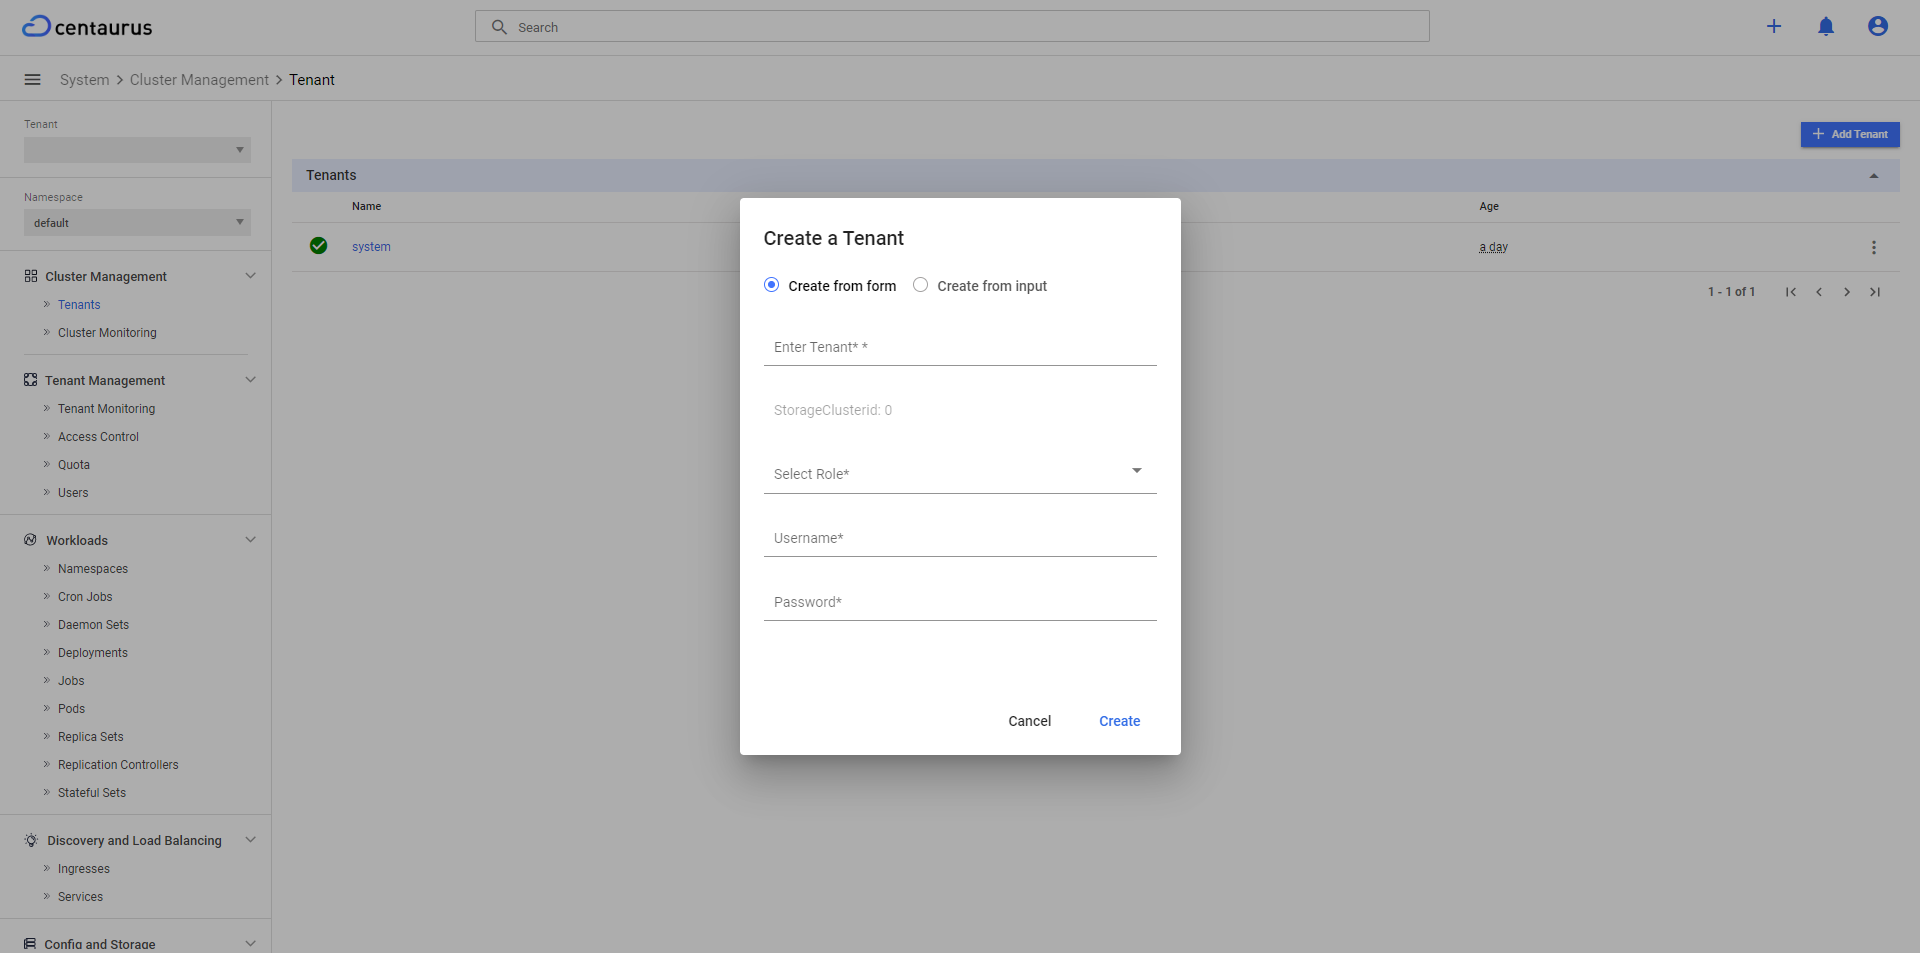 centaurus
Search
System > Cluster Management > Tenant
Tenant
Namespace
default
Cluster Management
Tenants
Cluster Monitoring
Tenant Management
Tenant Monitoring
Access Control
Quota
Users
Workloads
Namespaces
Cron Jobs
Daemon Sets
Deployments
Jobs
Pods
Replica Sets
Replication Controllers
Stateful Sets
Discovery and Load Balancing
Ingresses
Services
Config and Storage
Add Tenant
Tenants
Name Age
system a day
1 - 1 of 1
Create a Tenant
Create from form Create from input
Enter Tenant* *
StorageClusterid: 0
Select Role*
Username*
Password*
Cancel Create